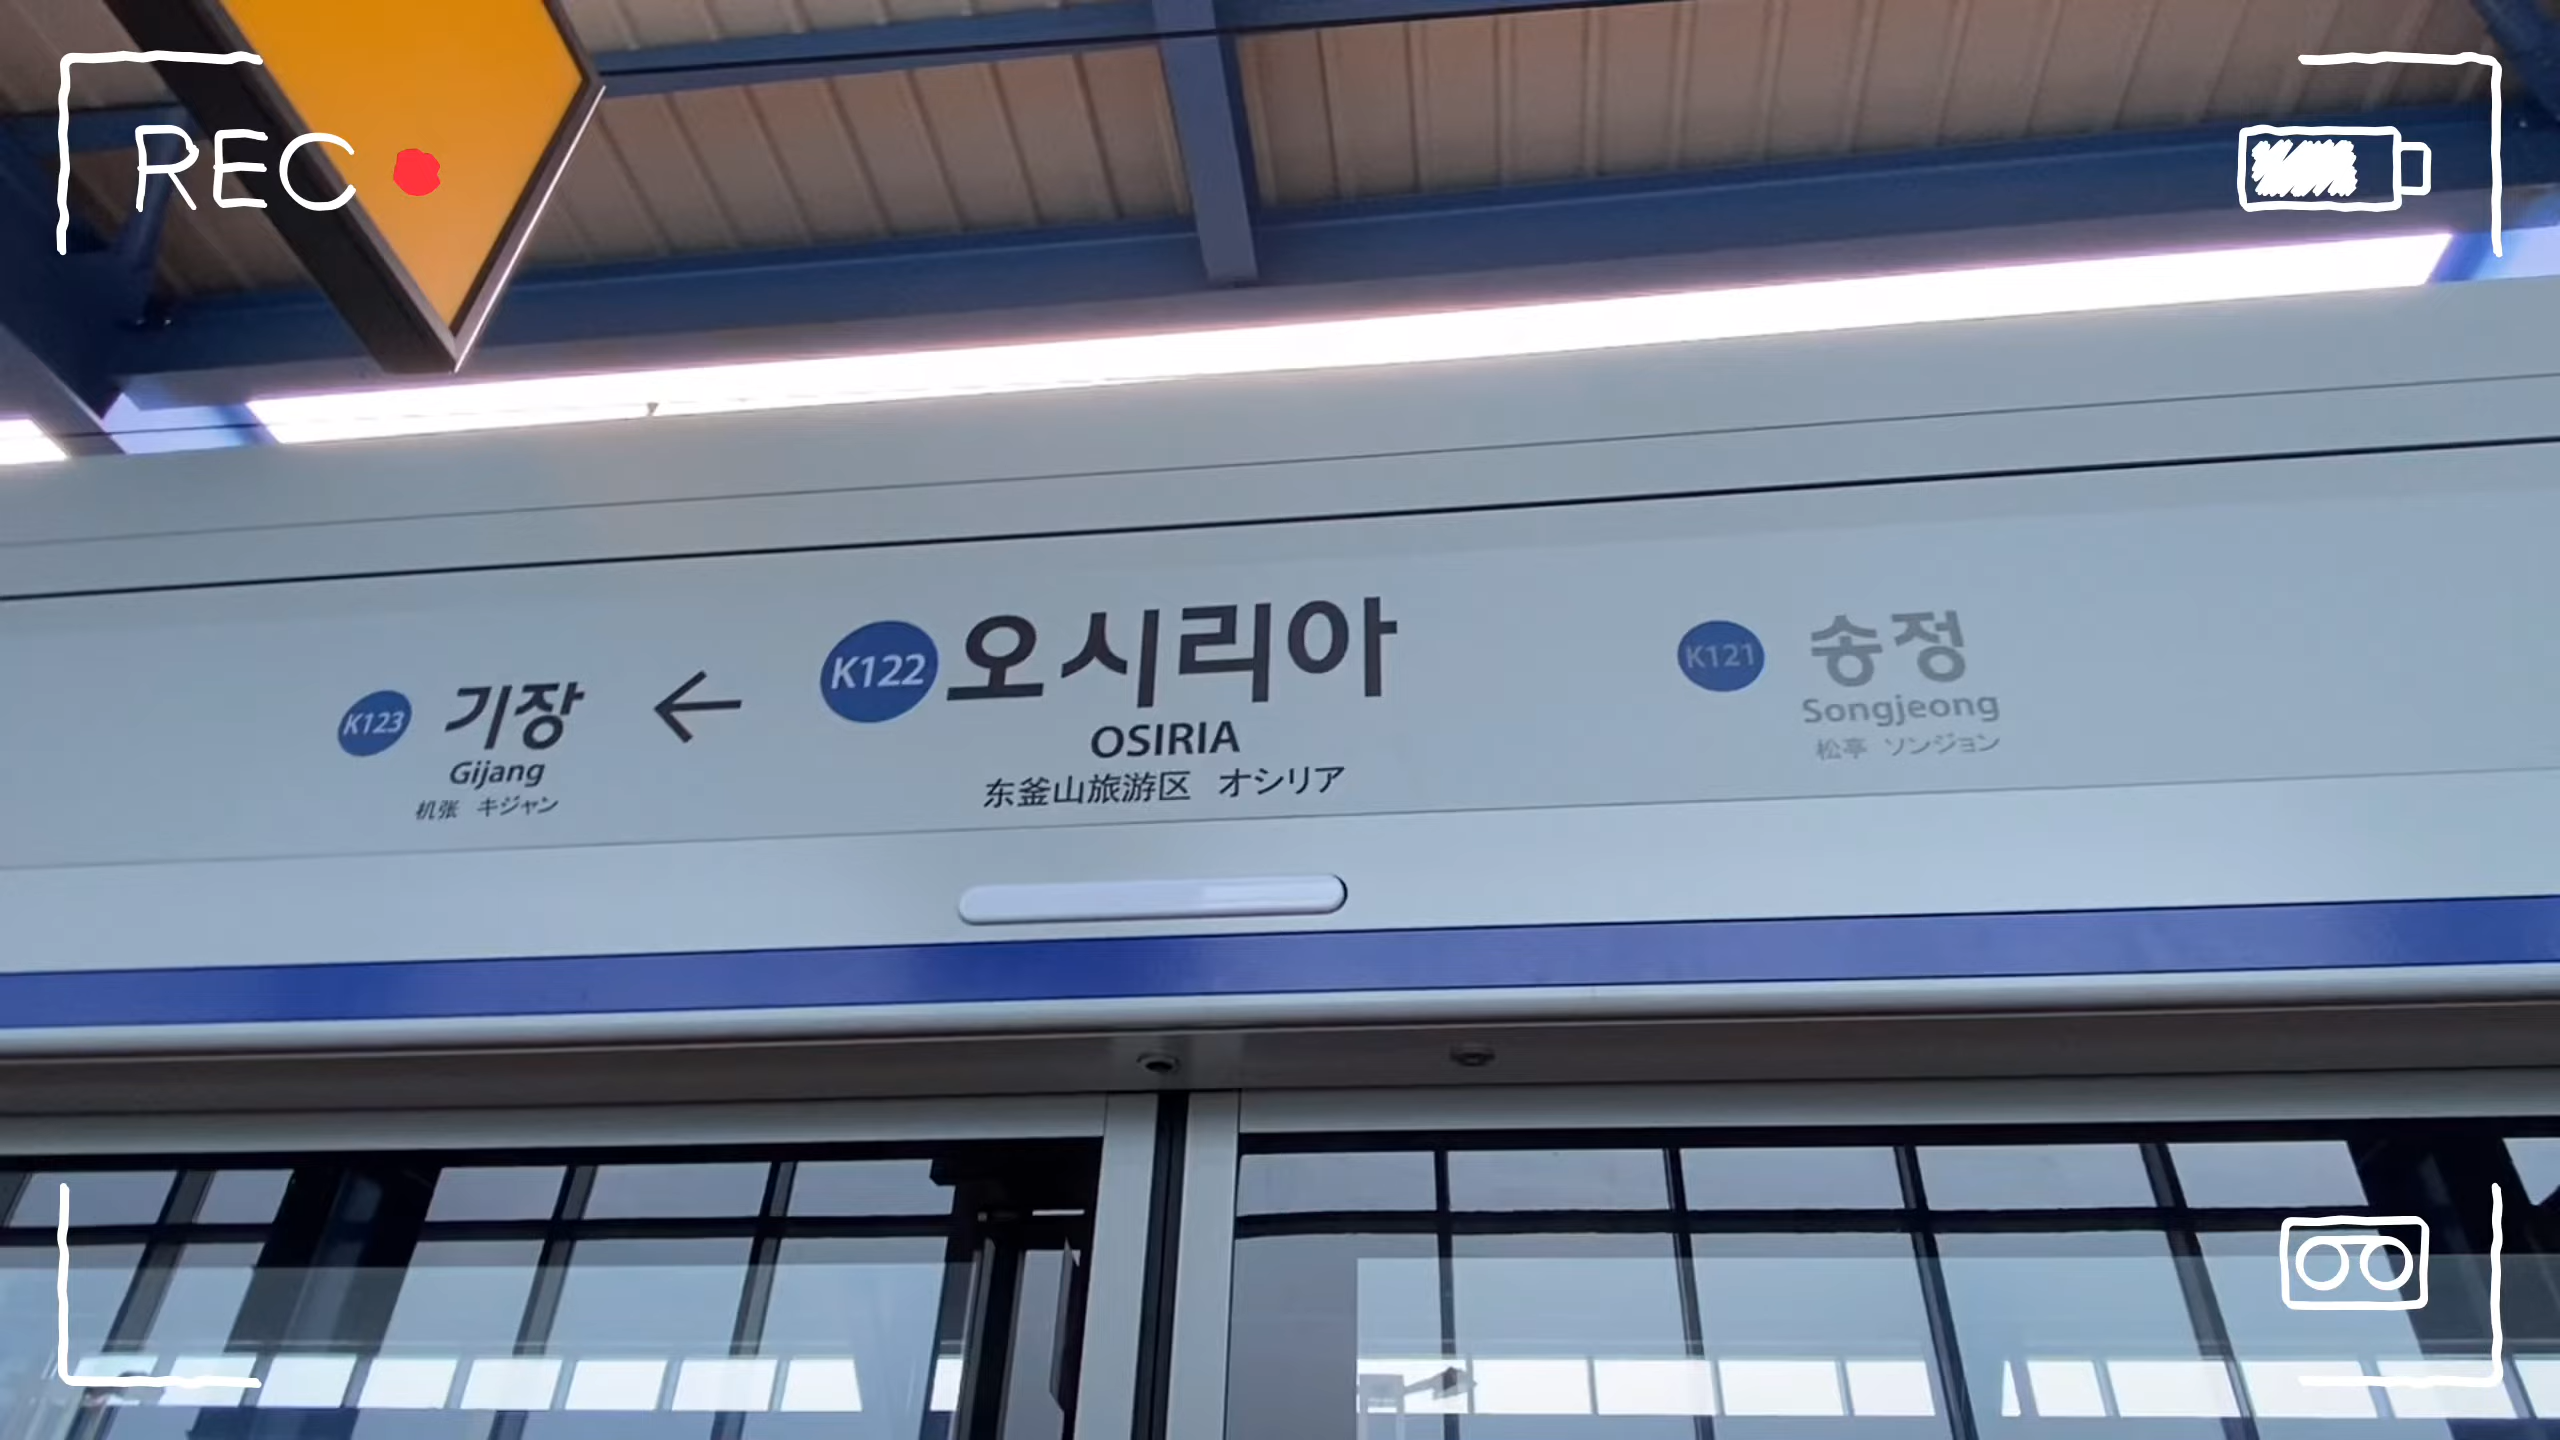 REC
K123 기장
Gijang
机张 キジャン
← K122 오시리아
OSIRIA
东釜山旅游区 オシリア
K121 송정
Songjeong
松亭 ソンジョン